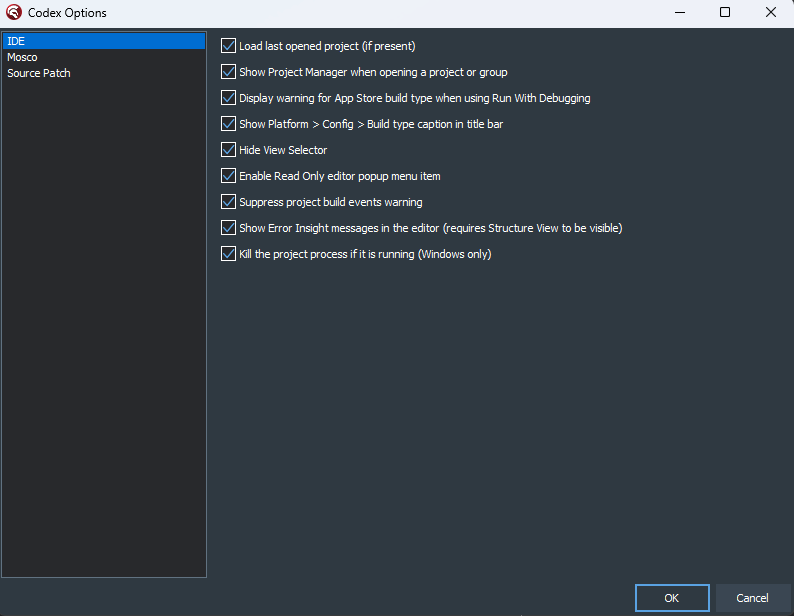 Codex Options
IDE
Mosco
Source Patch
Load last opened project (if present)
Show Project Manager when opening a project or group
Display warning for App Store build type when using Run With Debugging
Show Platform > Config > Build type caption in title bar
Hide View Selector
Enable Read Only editor popup menu item
Suppress project build events warning
Show Error Insight messages in the editor (requires Structure View to be visible)
Kill the project process if it is running (Windows only)
OK
Cancel